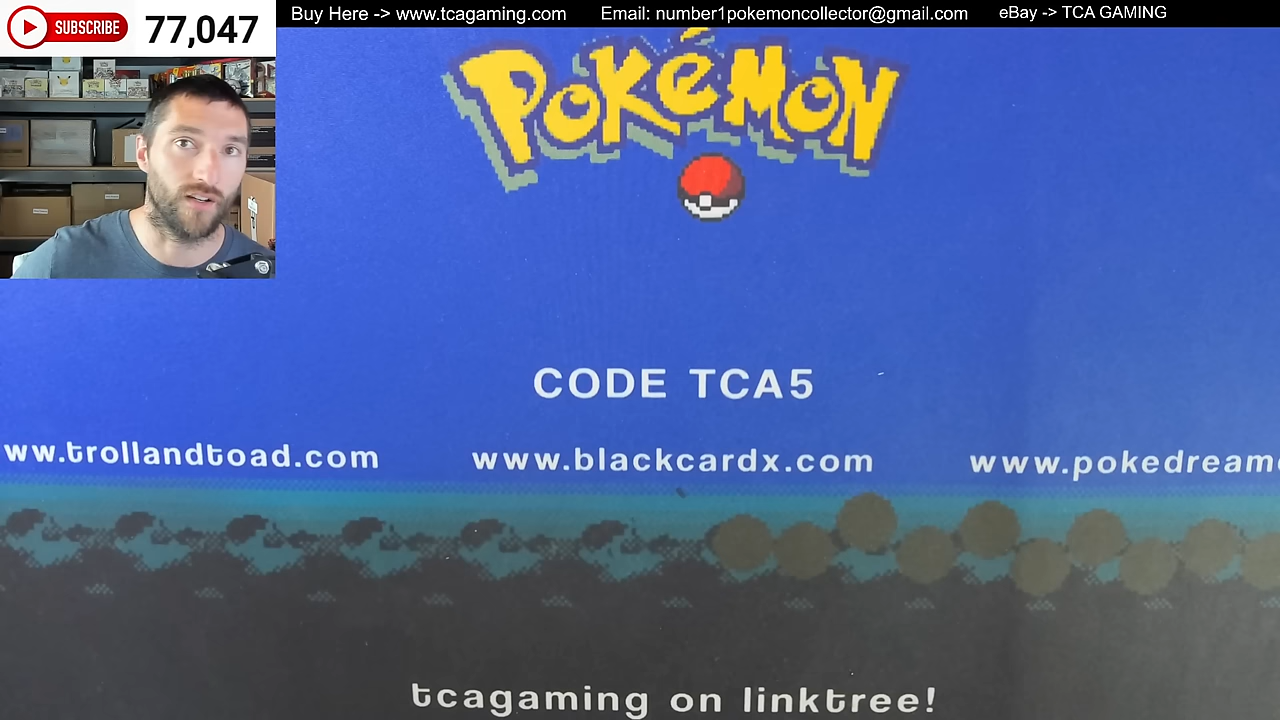 SUBSCRIBE 77,047 Buy Here -> www.tcagaming.com Email: number1pokemoncollector@gmail.com eBay -> TCA GAMING
POKéMON
CODE TCA5
ww.trollandtoad.com www.blackcardx.com www.pokedream
tcagaming on linktree!